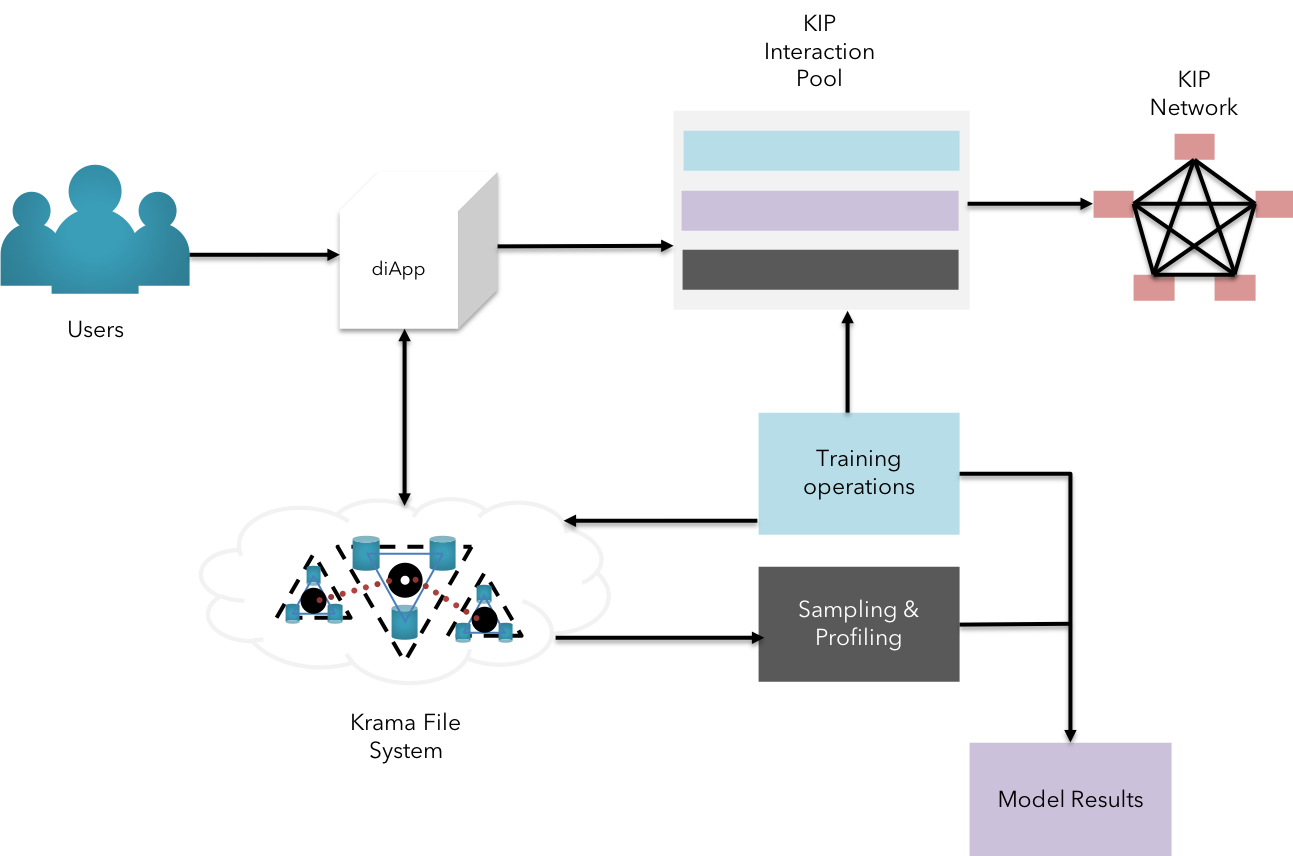 KIP
Interaction
Pool
KIP
Network
diApp
Users
Training
operations
Sampling &
Profiling
Krama File
System
Model Results